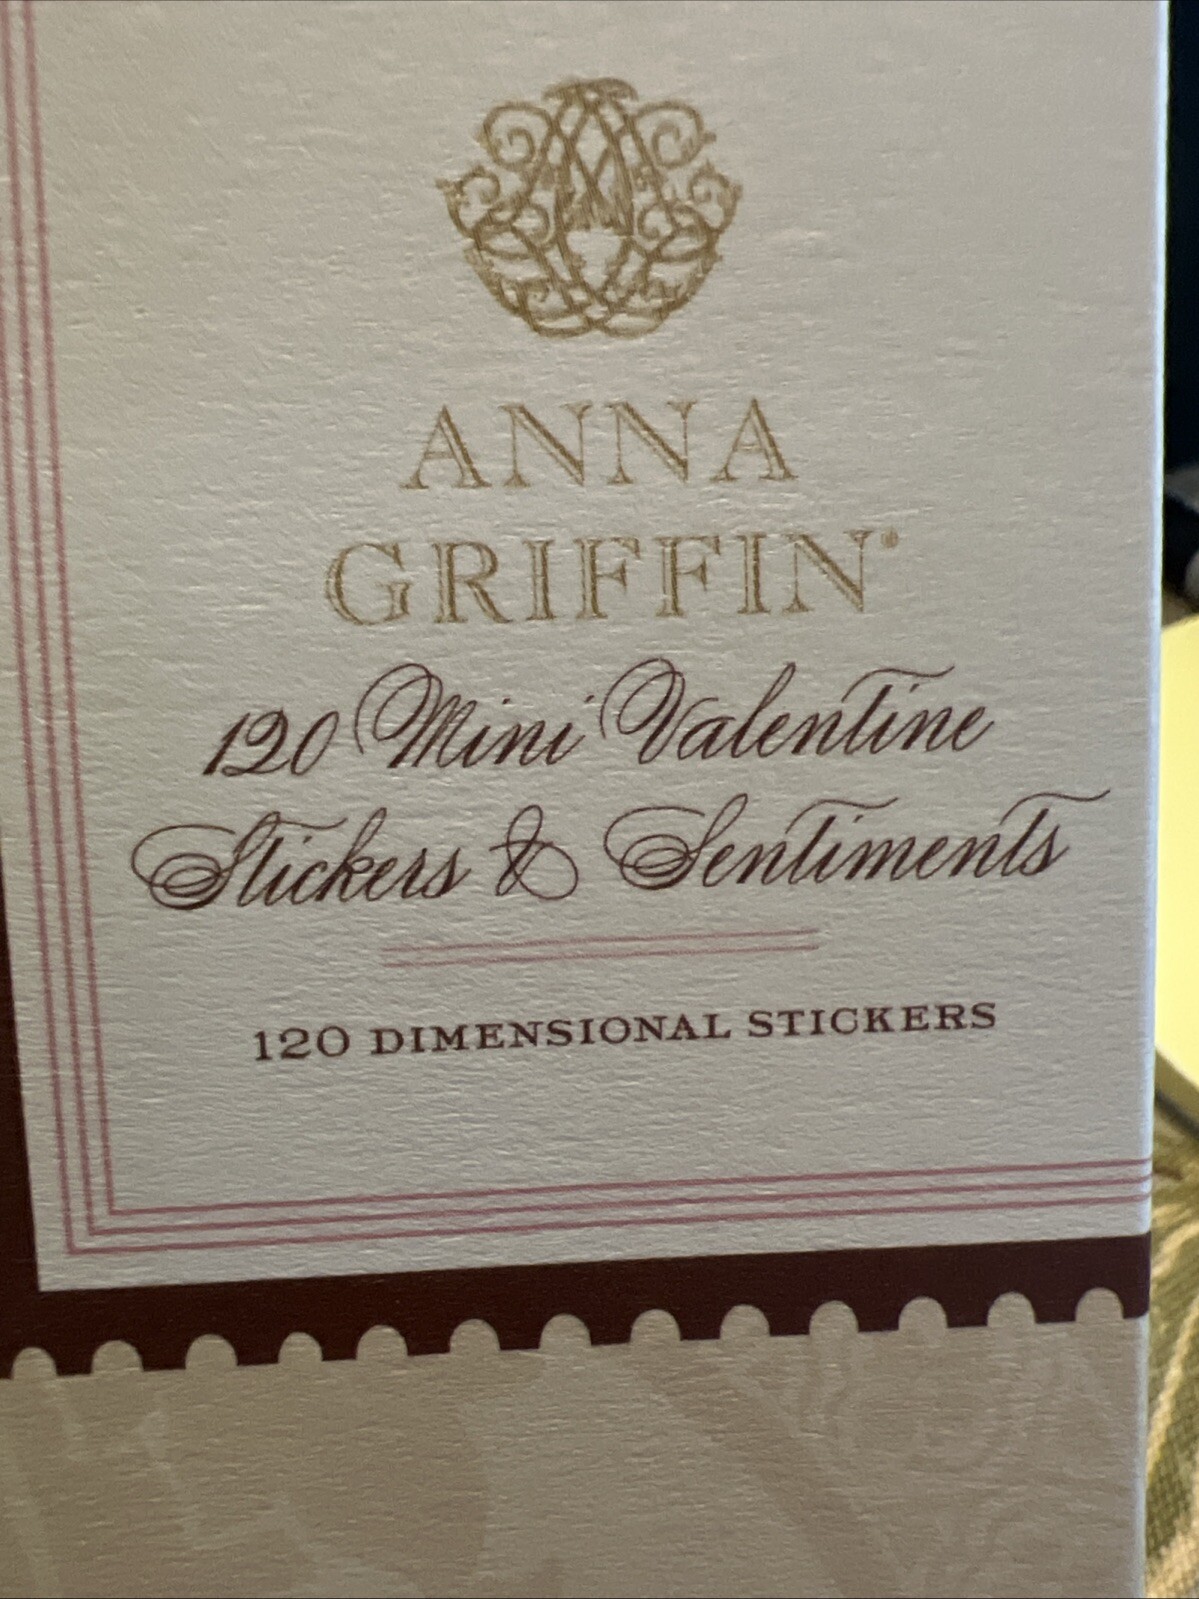 ANNA
GRIFFIN®
120 Mini Valentine
Stickers & Sentiments
120 DIMENSIONAL STICKERS